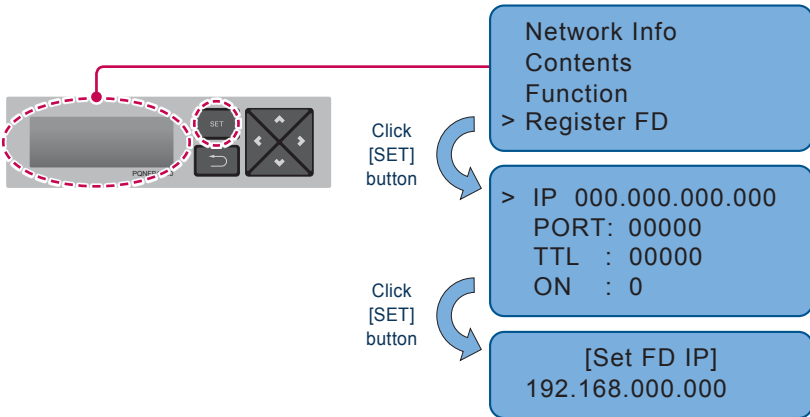 Network Info
Contents
Function
> Register FD
SET
Click
[SET]
button
> IP 000.000.000.000
PORT: 00000
TTL : 00000
ON : 0
Click
[SET]
button
[Set FD IP]
192.168.000.000